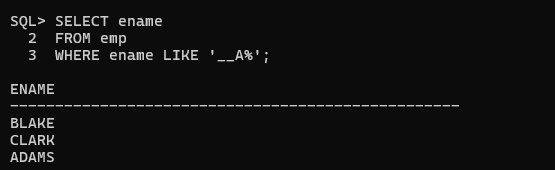 SQL> SELECT ename
  2  FROM emp
  3  WHERE ename LIKE '__A%';
ENAME
--------------------------------------------------
BLAKE
CLARK
ADAMS